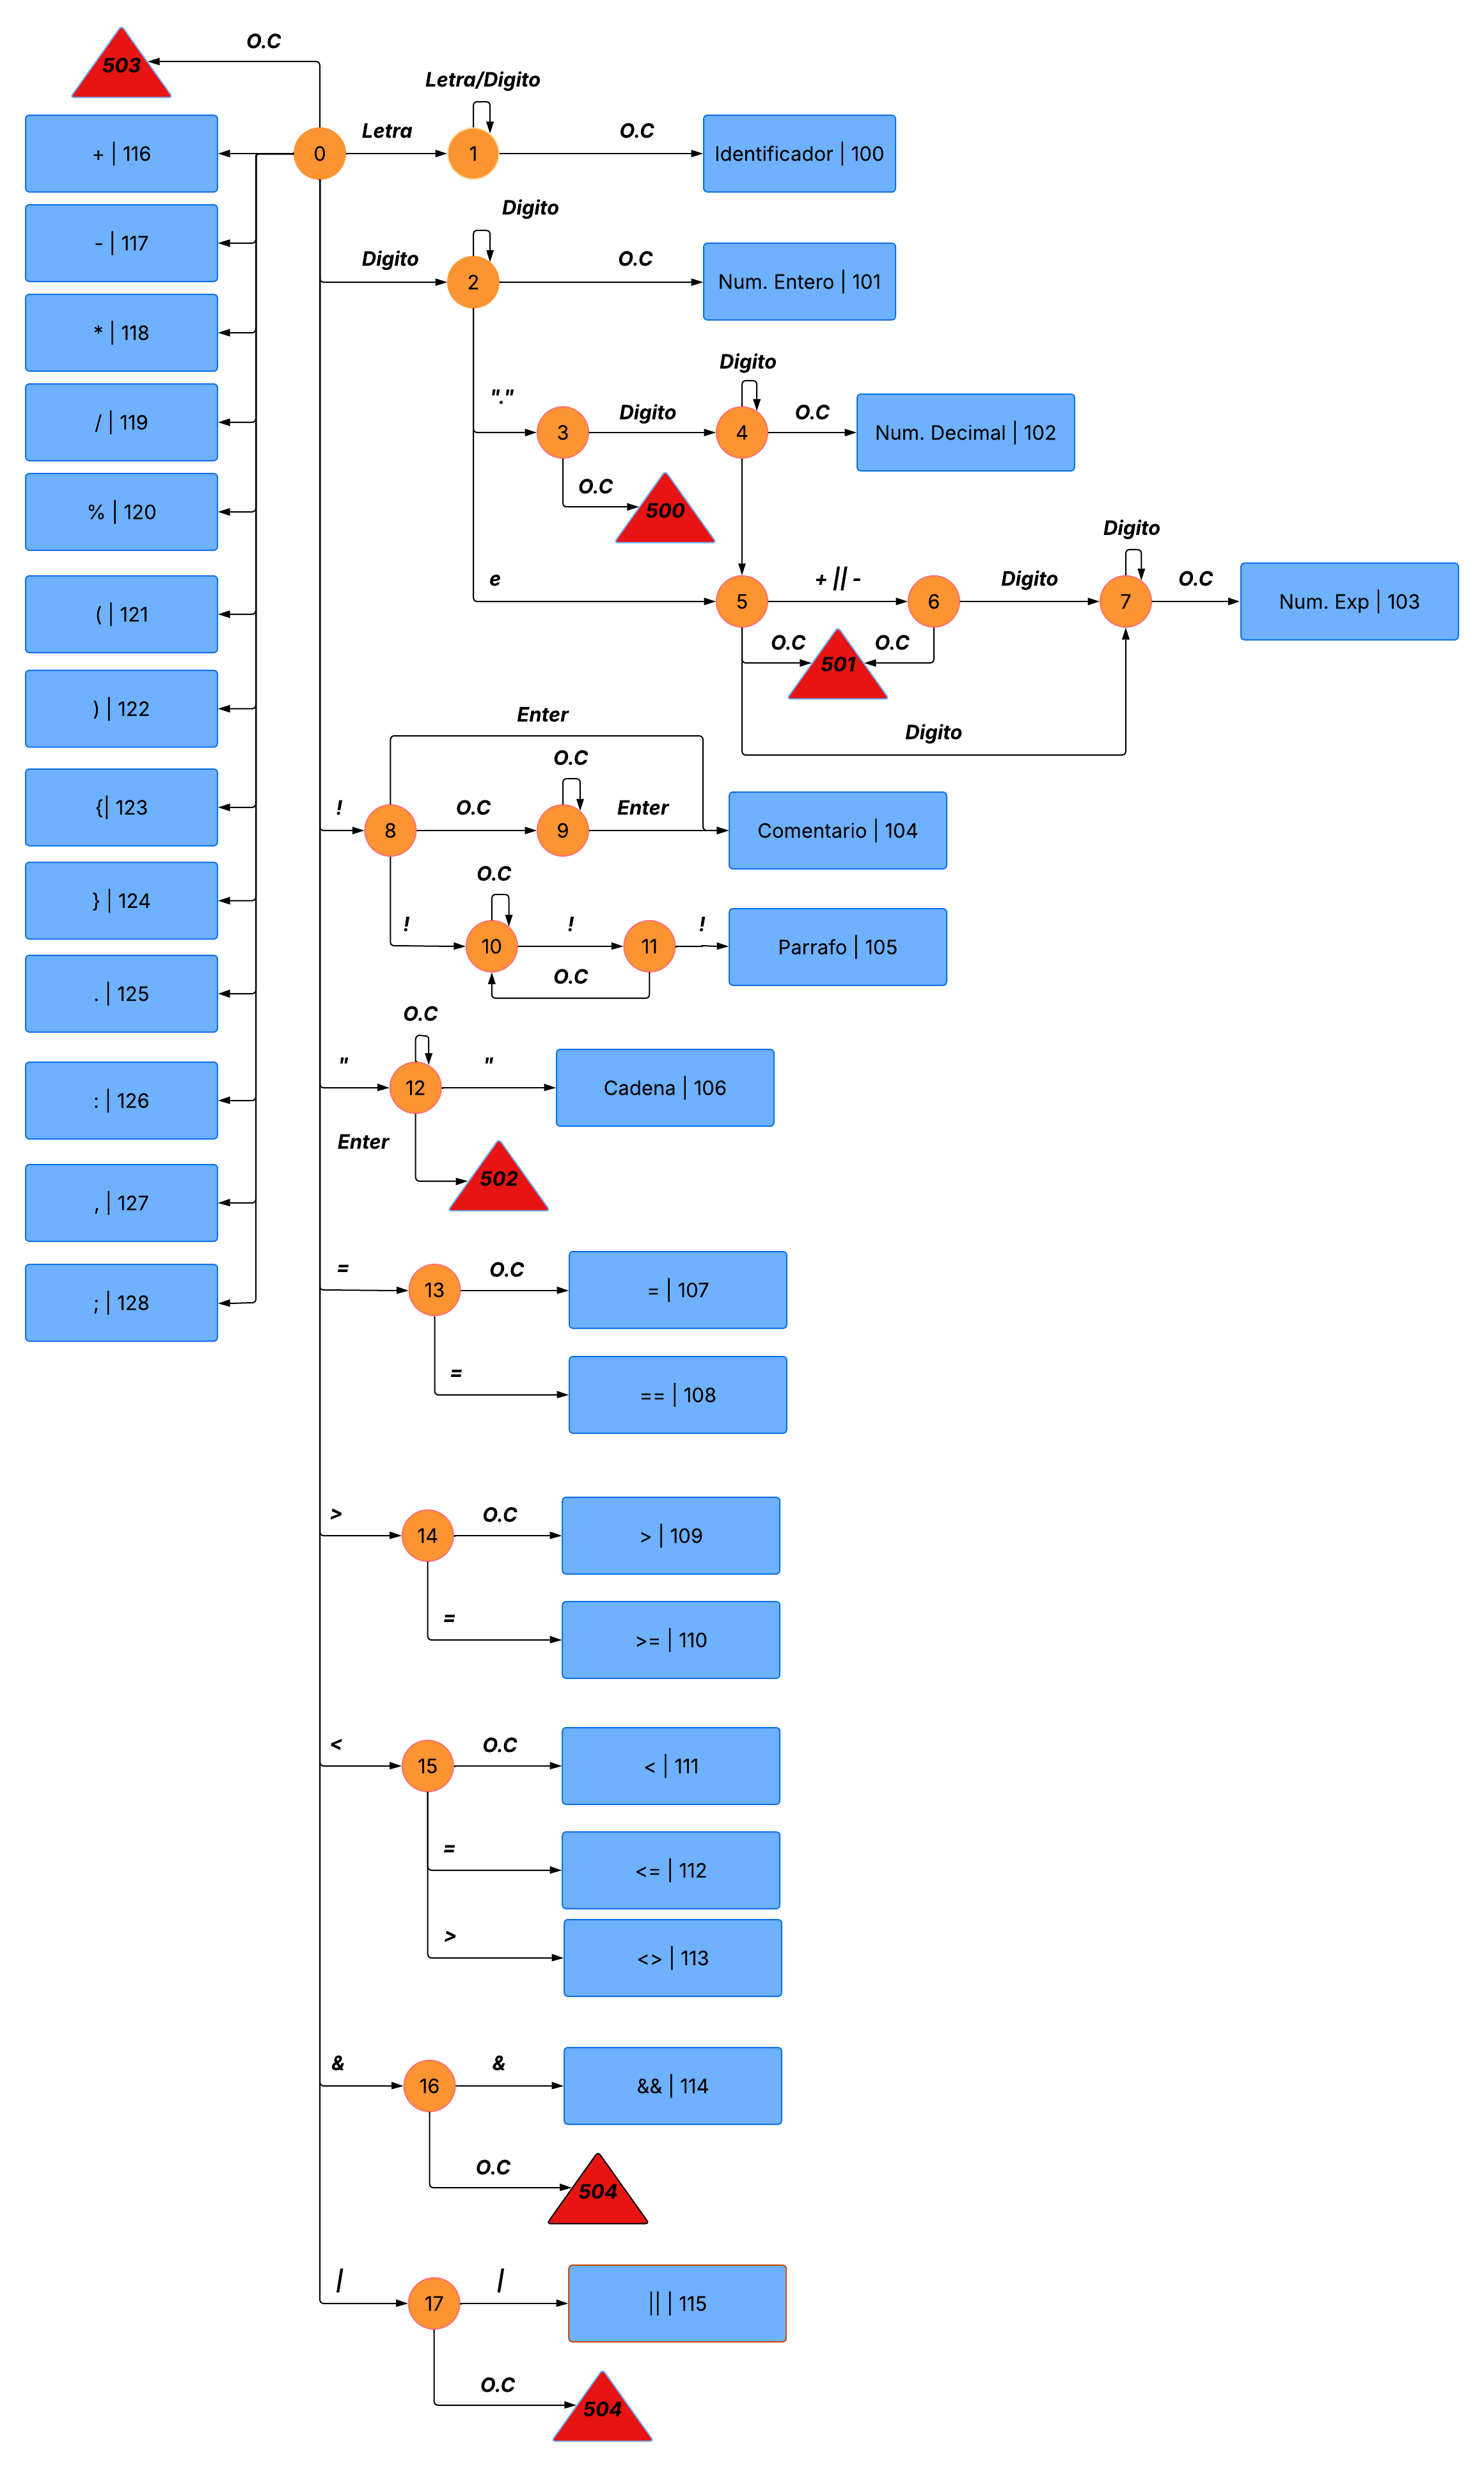 O.C
503
Letra/Digito
+ | 116
0
Letra
1
O.C
Identificador | 100
- | 117
Digito
Digito
2
O.C
Num. Entero | 101
* | 118
/ | 119
"."
3
Digito
Digito
4
O.C
Num. Decimal | 102
O.C
500
% | 120
e
5
+ || -
6
Digito
Digito
7
O.C
Num. Exp | 103
( | 121
O.C
501
O.C
) | 122
Enter
Digito
{| 123
!
8
O.C
O.C
9
Enter
Comentario | 104
} | 124
!
O.C
10
!
11
!
Parrafo | 105
O.C
. | 125
O.C
: | 126
"
12
"
Cadena | 106
Enter
502
, | 127
; | 128
=
13
O.C
= | 107
=
== | 108
>
14
O.C
> | 109
=
>= | 110
<
15
O.C
< | 111
=
<= | 112
>
<> | 113
&
16
&
&& | 114
O.C
504
|
17
|
|| | 115
O.C
504